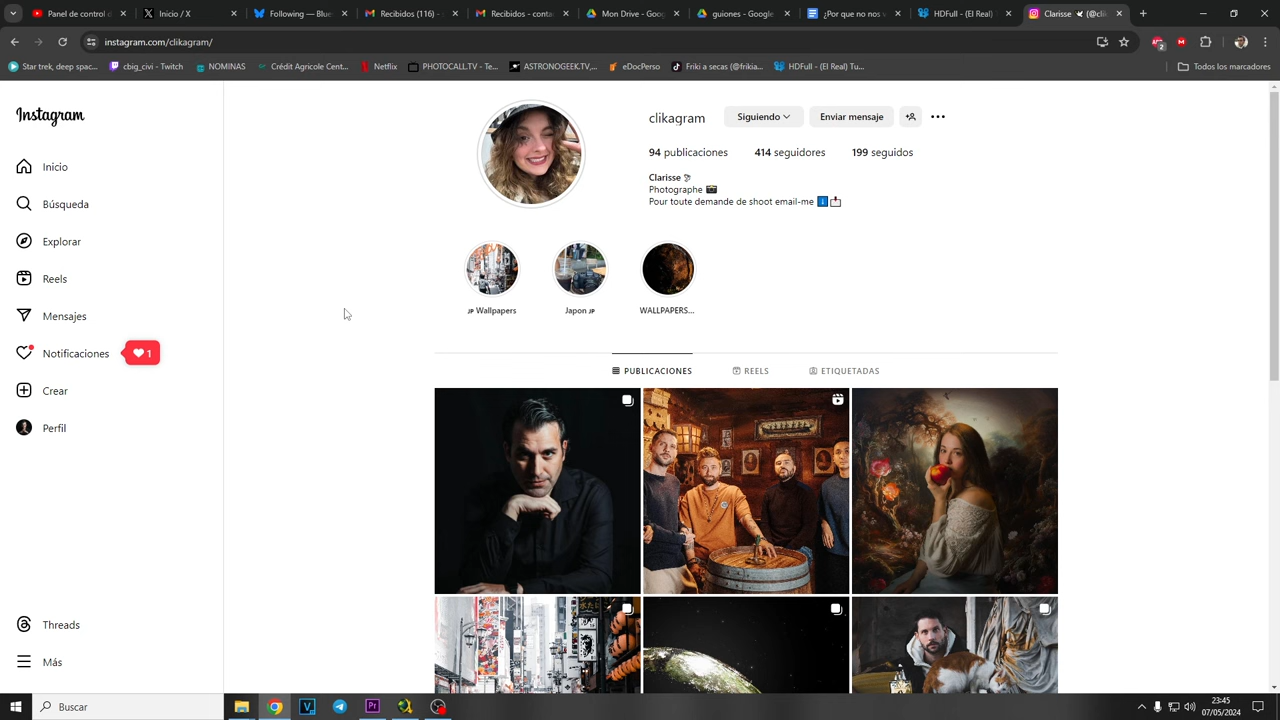 Panel de control d
Inicio / X
Following — Blue
Recibidos (116) - 
Recibidos - conta
Mon Drive - Goog
guiones - Google
¿Por que no nos v
HDFull - (El Real)
Clarisse 🕊 (@clik
instagram.com/clikagram/
2
Star trek, deep spac...
cbig_civi - Twitch
NOMINAS
Crédit Agricole Cent...
Netflix
PHOTOCALL.TV - Te...
ASTRONOGEEK.TV,...
eDocPerso
Friki a secas (@frikia...
HDFull - (El Real) Tu...
Todos los marcadores
Instagram
Inicio
Búsqueda
Explorar
Reels
Mensajes
Notificaciones
1
Crear
Perfil
Threads
Más
clikagram
Siguiendo
Enviar mensaje
94 publicaciones 414 seguidores 199 seguidos
Clarisse 🕊
Photographe 📷
Pour toute demande de shoot email-me ⬇️📩
🇯🇵 Wallpapers
Japon 🇯🇵
WALLPAPERS...
PUBLICACIONES
REELS
ETIQUETADAS
Buscar
V
Pr
23:45
07/05/2024